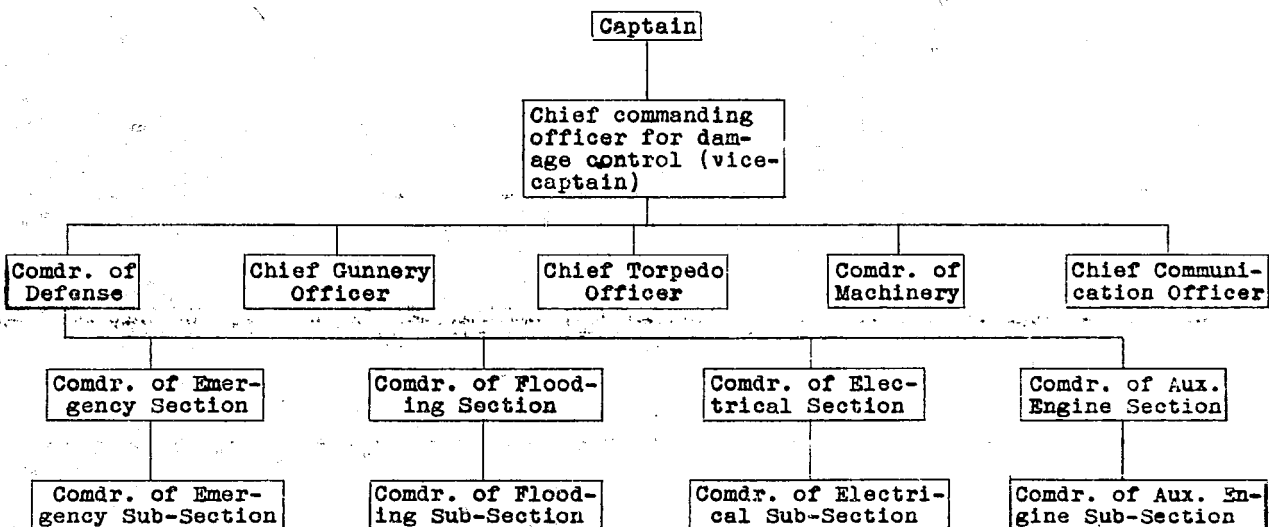 Captain
Chief commanding
officer for dam-
age control (vice-
captain)
Comdr. of
Defense
Chief Gunnery
Officer
Chief Torpedo
Officer
Comdr. of
Machinery
Chief Communi-
cation Officer
Comdr. of Emer-
gency Section
Comdr. of Flood-
ing Section
Comdr. of Elec-
trical Section
Comdr. of Aux.
Engine Section
Comdr. of Emer-
gency Sub-Section
Comdr. of Flood-
ing Sub-Section
Comdr. of Electri-
cal Sub-Section
Comdr. of Aux. En-
gine Sub-Section